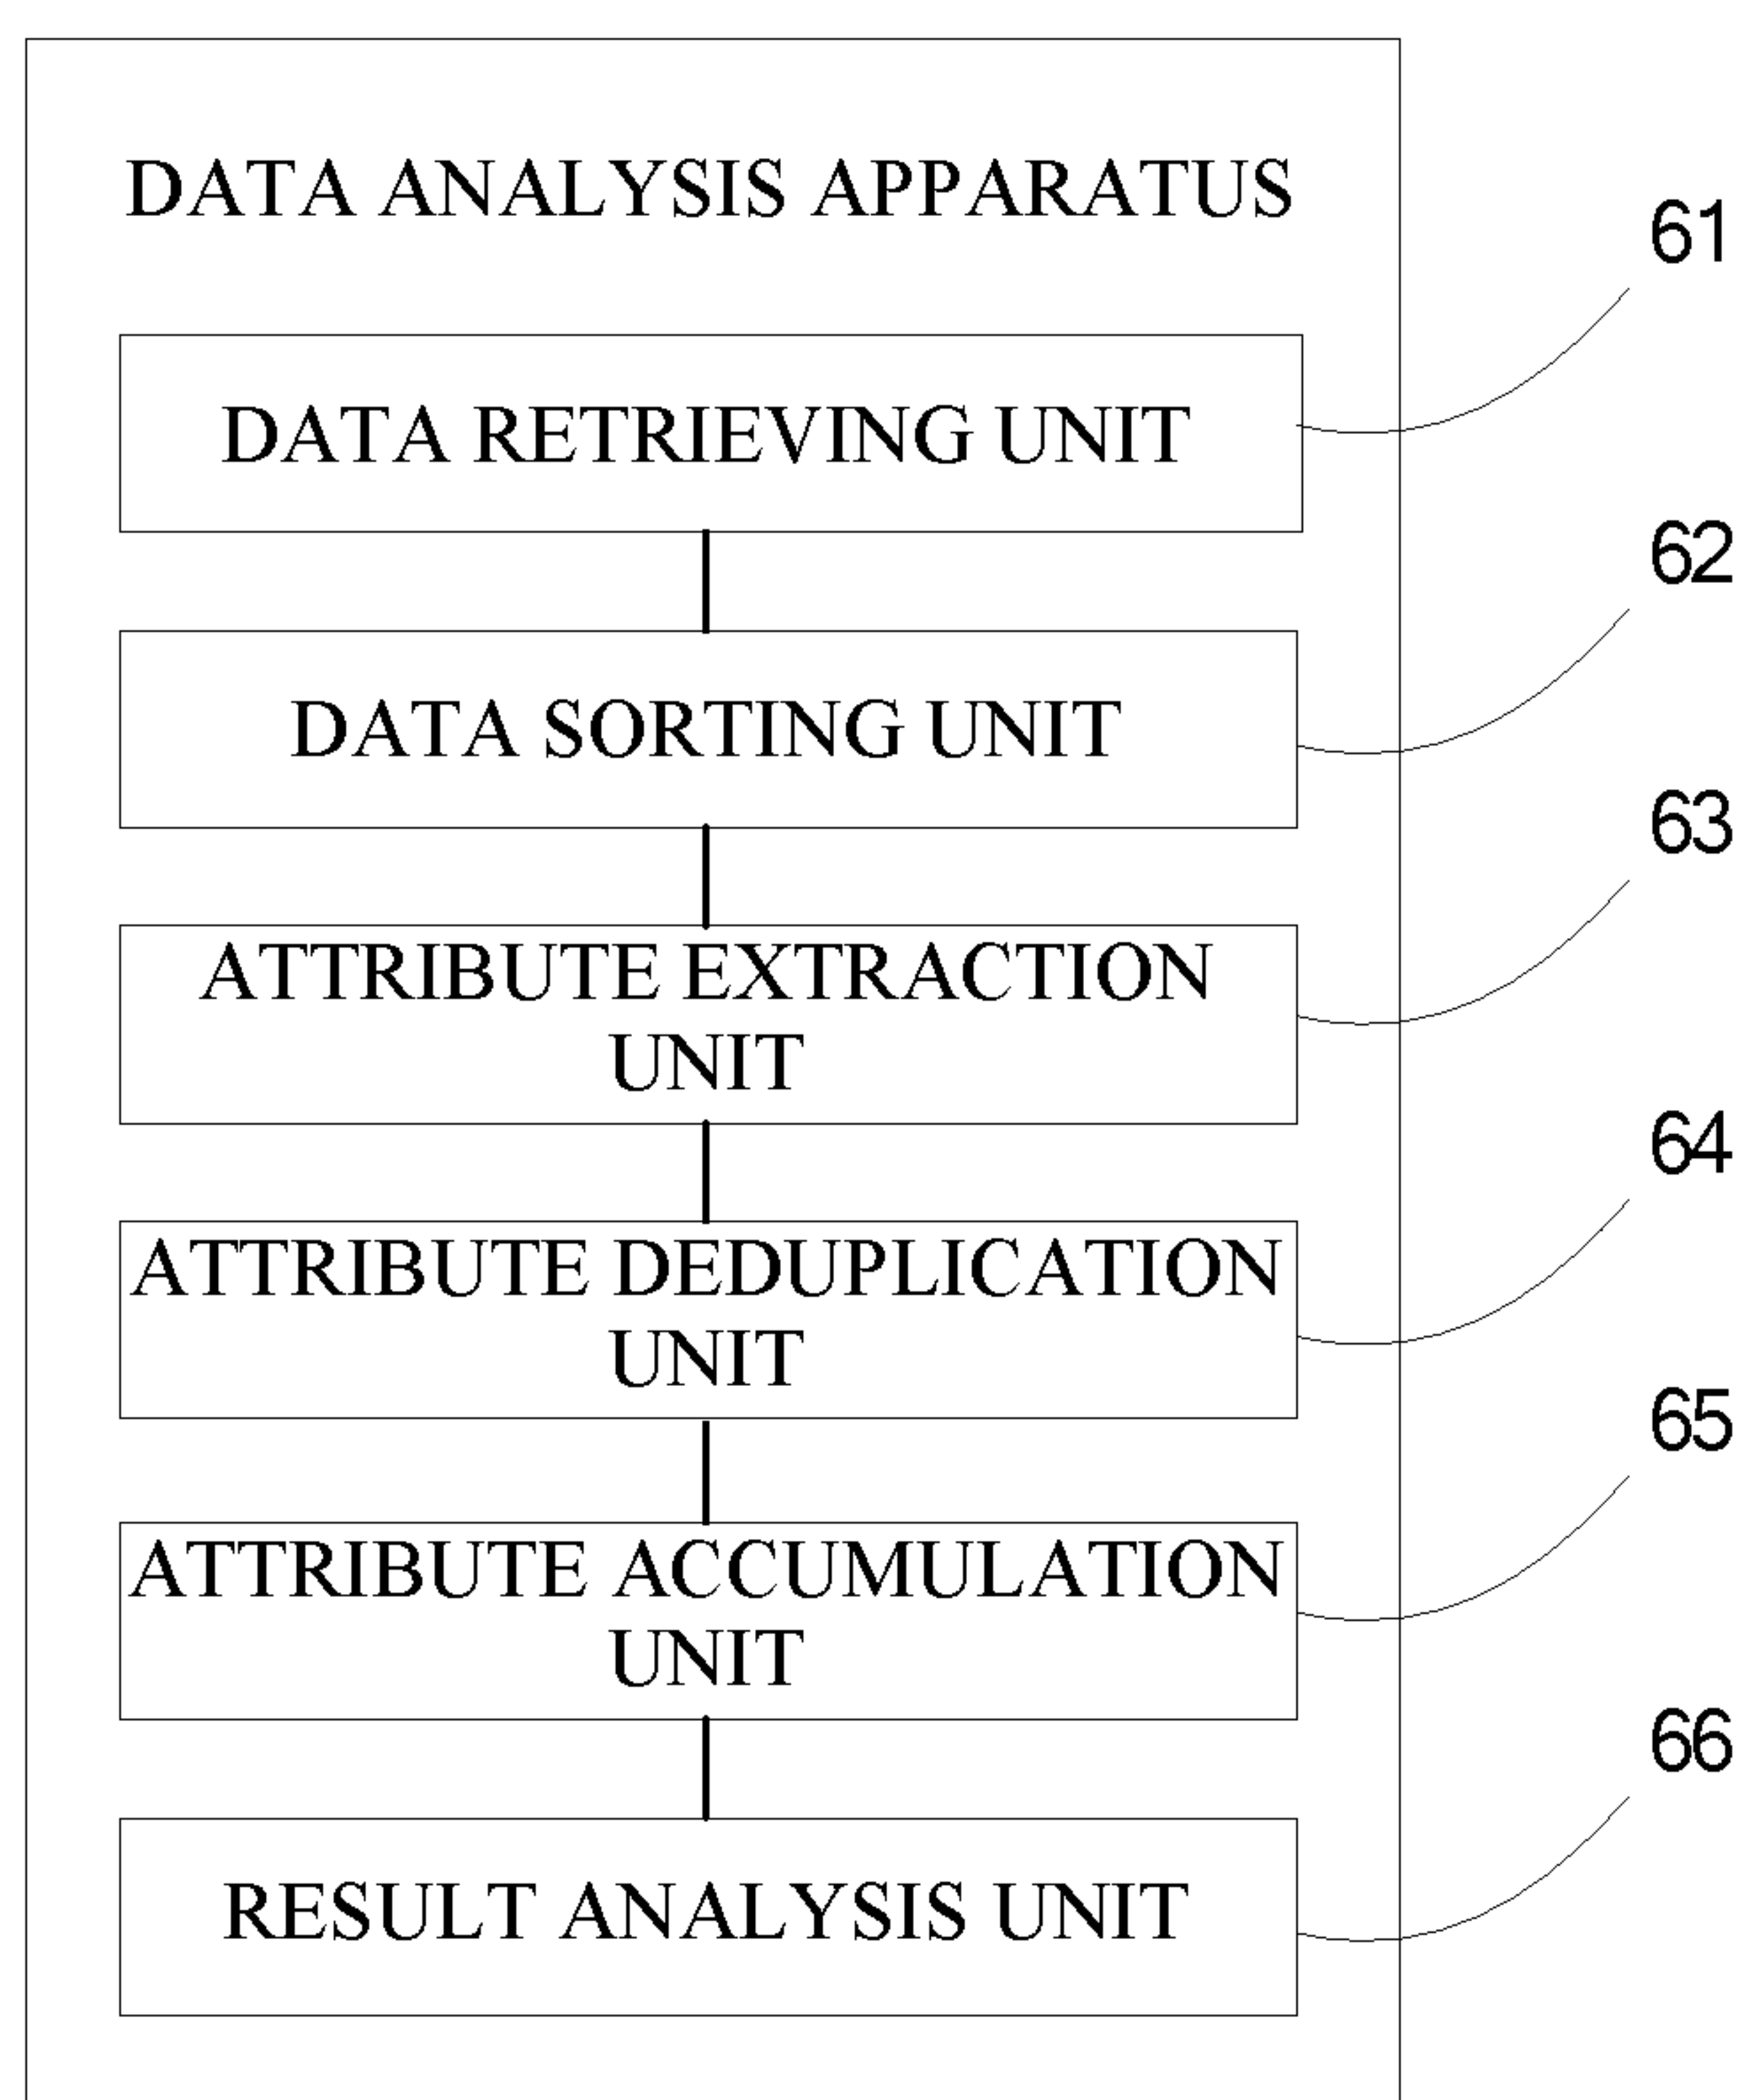 DATA ANALYSIS APPARATUS
61
DATA RETRIEVING UNIT
62
DATA SORTING UNIT
63
ATTRIBUTE EXTRACTION
UNIT
64
ATTRIBUTE DEDUPLICATION
UNIT
65
ATTRIBUTE ACCUMULATION
UNIT
66
RESULT ANALYSIS UNIT